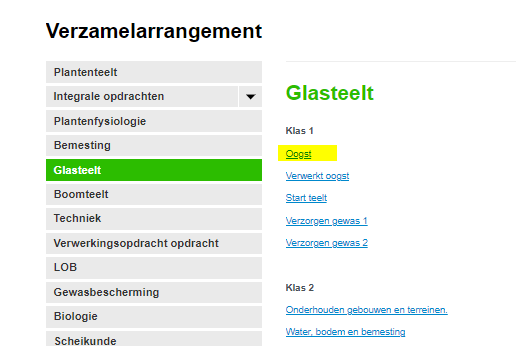 Verzamelarrangement
Plantenteelt
Integrale opdrachten
Plantenfysiologie
Bemesting
Glasteelt
Boomteelt
Techniek
Verwerkingsopdracht opdracht
LOB
Gewasbescherming
Biologie
Scheikunde
Glasteelt
Klas 1
Oogst
Verwerkt oogst
Start teelt
Verzorgen gewas 1
Verzorgen gewas 2
Klas 2
Onderhouden gebouwen en terreinen.
Water, bodem en bemesting